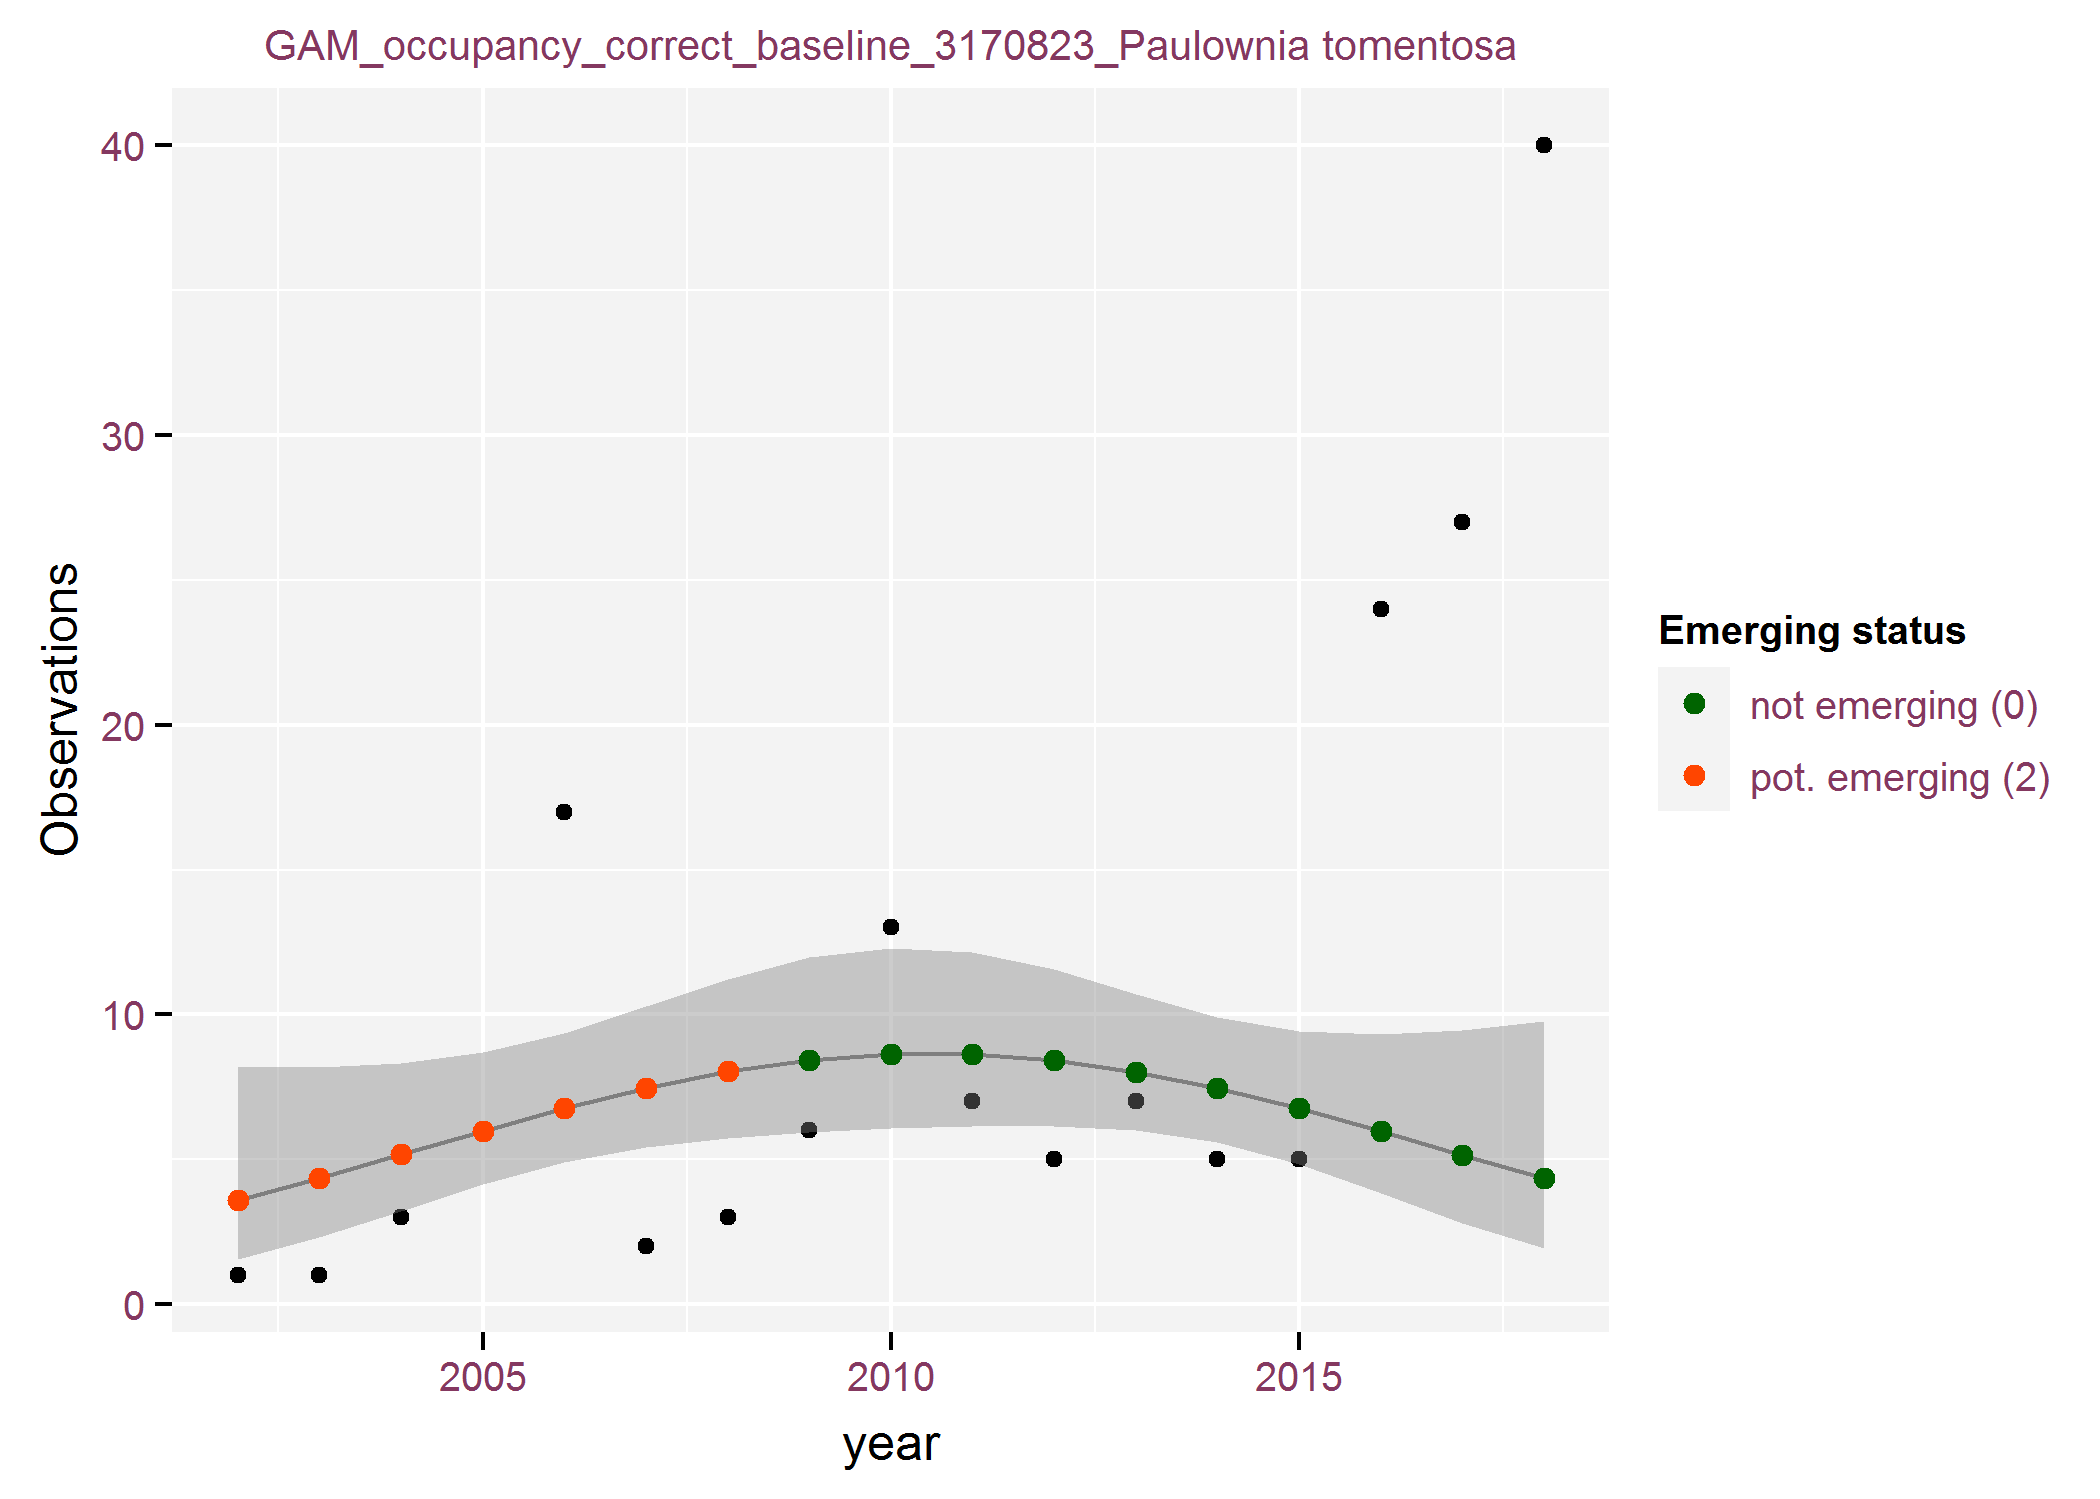 GAM_occupancy_correct_baseline_3170823_Paulownia tomentosa
40
30
20
10
0
Observations
2005 2010 2015
year
Emerging status
not emerging (0)
pot. emerging (2)